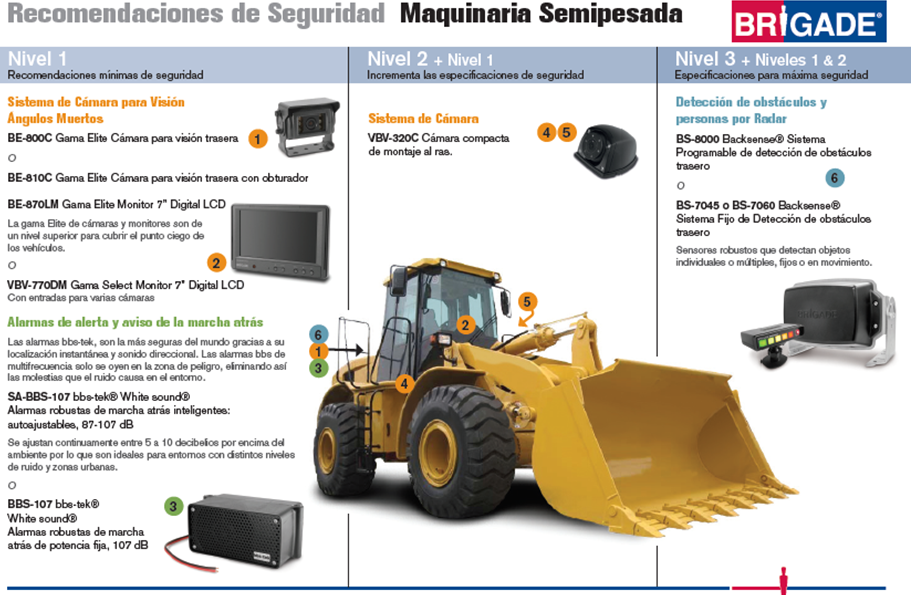 Recomendaciones de Seguridad Maquinaria Semipesada
BRIGADE®
Nivel 1
Recomendaciones mínimas de seguridad
Sistema de Cámara para Visión
Ángulos Muertos
BE-800C Gama Elite Cámara para visión trasera
1
O
BE-810C Gama Elite Cámara para visión trasera con obturador
BE-870LM Gama Elite Monitor 7" Digital LCD
La gama Elite de cámaras y monitores son de
un nivel superior para cubrir el punto ciego de
los vehículos.
2
O
VBV-770DM Gama Select Monitor 7" Digital LCD
Con entradas para varias cámaras
Alarmas de alerta y aviso de la marcha atrás
Las alarmas bbs-tek, son la más seguras del mundo gracias a su
localización instantánea y sonido direccional. Las alarmas bbs de
multifrecuencia solo se oyen en la zona de peligro, eliminando así
las molestias que el ruido causa en el entorno.
SA-BBS-107 bbs-tek® White sound®
Alarmas robustas de marcha atrás inteligentes:
autoajustables, 87-107 dB
Se ajustan continuamente entre 5 a 10 decibelios por encima del
ambiente por lo que son ideales para entornos con distintos niveles
de ruido y zonas urbanas.
O
BBS-107 bbs-tek®
White sound®
Alarmas robustas de marcha
atrás de potencia fija, 107 dB
3
Nivel 2 + Nivel 1
Incrementa las especificaciones de seguridad
Sistema de Cámara
VBV-320C Cámara compacta
de montaje al ras.
4 5
5
2
6
1
3
4
Nivel 3 + Niveles 1 & 2
Especificaciones para máxima seguridad
Detección de obstáculos y
personas por Radar
BS-8000 Backsense® Sistema
Programable de detección de obstáculos
trasero
6
O
BS-7045 o BS-7060 Backsense®
Sistema Fijo de Detección de obstáculos
trasero
Sensores robustos que detectan objetos
individuales o múltiples, fijos o en movimiento.
BRIGADE